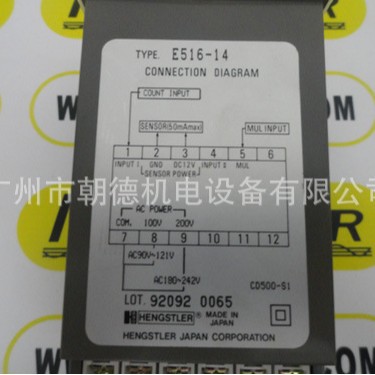 TYPE. E516-14
CONNECTION DIAGRAM
COUNT INPUT
SENSOR(50mAmax)
MUL INPUT
1 2 3 4 5 6
INPUT 1 GND DC12V INPUT 2 MUL
SENSOR POWER
广州市朝德机电设备有限公司
AC POWER
COM. 100V 200V
7 8 9 10 11 12
AC90V~121V
AC180~242V
CD500-S1
LOT. 92092 0065
HENGSTLER MADE IN JAPAN
HENGSTLER JAPAN CORPORATION